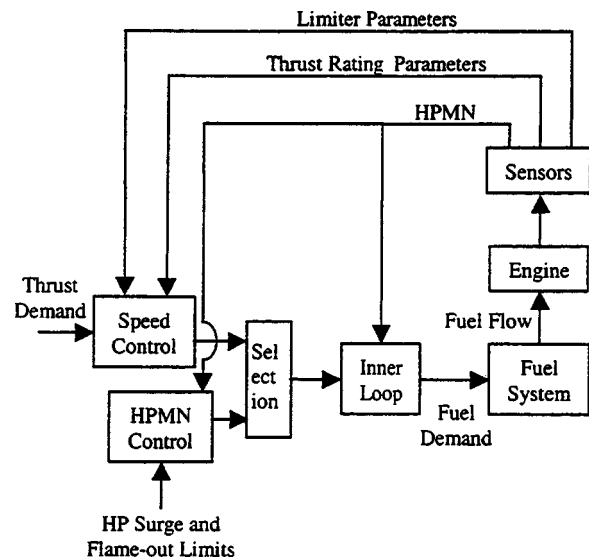 Limiter Parameters
Thrust Rating Parameters
HPMN
Sensors
Engine
Thrust
Demand
Speed
Control
Fuel Flow
Sel
ect
ion
Inner
Loop
Fuel
System
HPMN
Control
Fuel
Demand
HP Surge and
Flame-out Limits